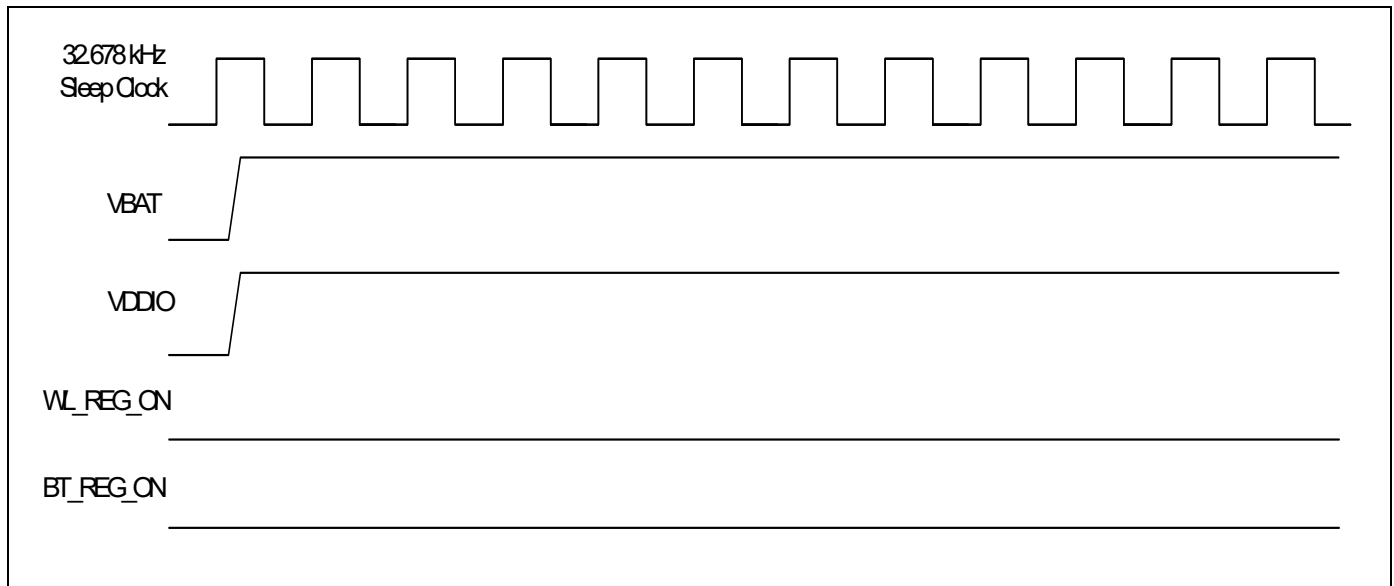 32.678 kHz
Sleep Clock
VBAT
VDDIO
WL_REG_ON
BT_REG_ON